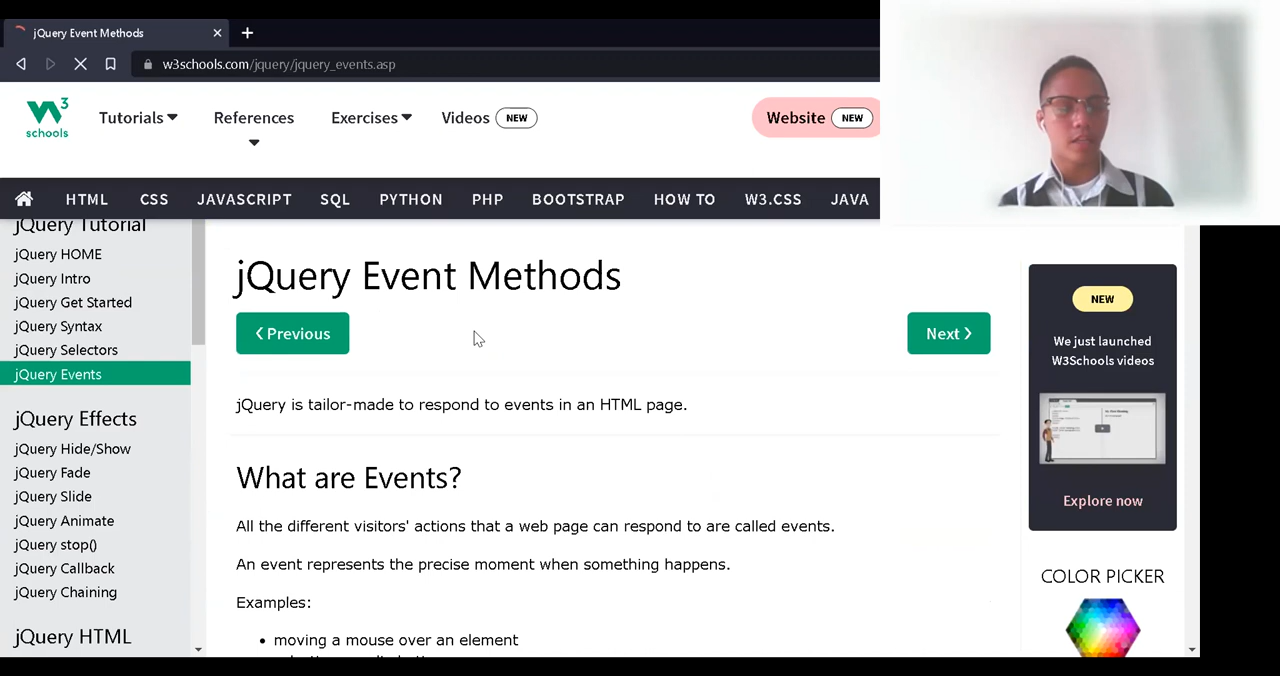 jQuery Event Methods
w3schools.com/jquery/jquery_events.asp
W3 schools
Tutorials
References
Exercises
Videos NEW
Website NEW
HTML CSS JAVASCRIPT SQL PYTHON PHP BOOTSTRAP HOW TO W3.CSS JAVA
jQuery Tutorial
jQuery HOME
jQuery Intro
jQuery Get Started
jQuery Syntax
jQuery Selectors
jQuery Events
jQuery Effects
jQuery Hide/Show
jQuery Fade
jQuery Slide
jQuery Animate
jQuery stop()
jQuery Callback
jQuery Chaining
jQuery HTML
jQuery Event Methods
Previous
Next
jQuery is tailor-made to respond to events in an HTML page.
What are Events?
All the different visitors' actions that a web page can respond to are called events.
An event represents the precise moment when something happens.
Examples:
moving a mouse over an element
NEW
We just launched
W3Schools videos
Explore now
COLOR PICKER